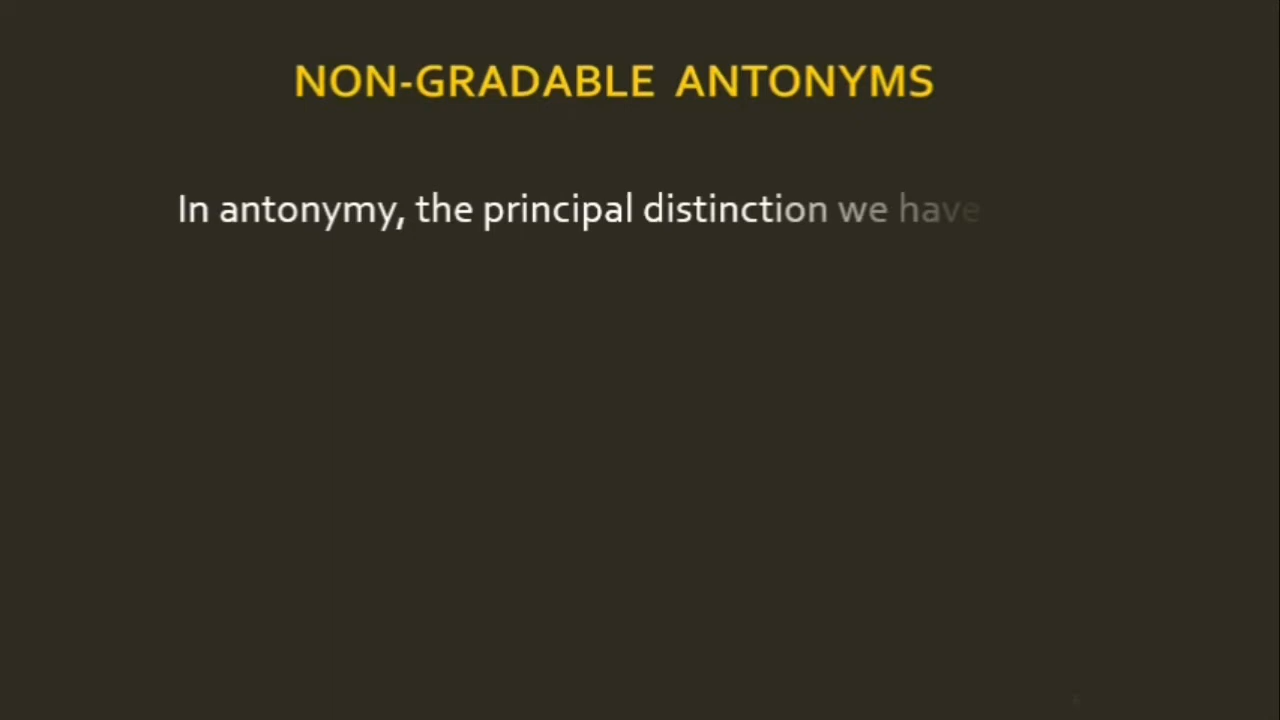 NON-GRADABLE ANTONYMS
In antonymy, the principal distinction we have